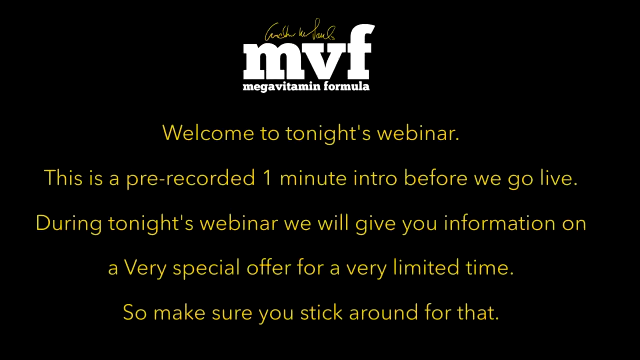 mvf
megavitamin formula
Welcome to tonight's webinar.
This is a pre-recorded 1 minute intro before we go live.
During tonight's webinar we will give you information on
a Very special offer for a very limited time.
So make sure you stick around for that.